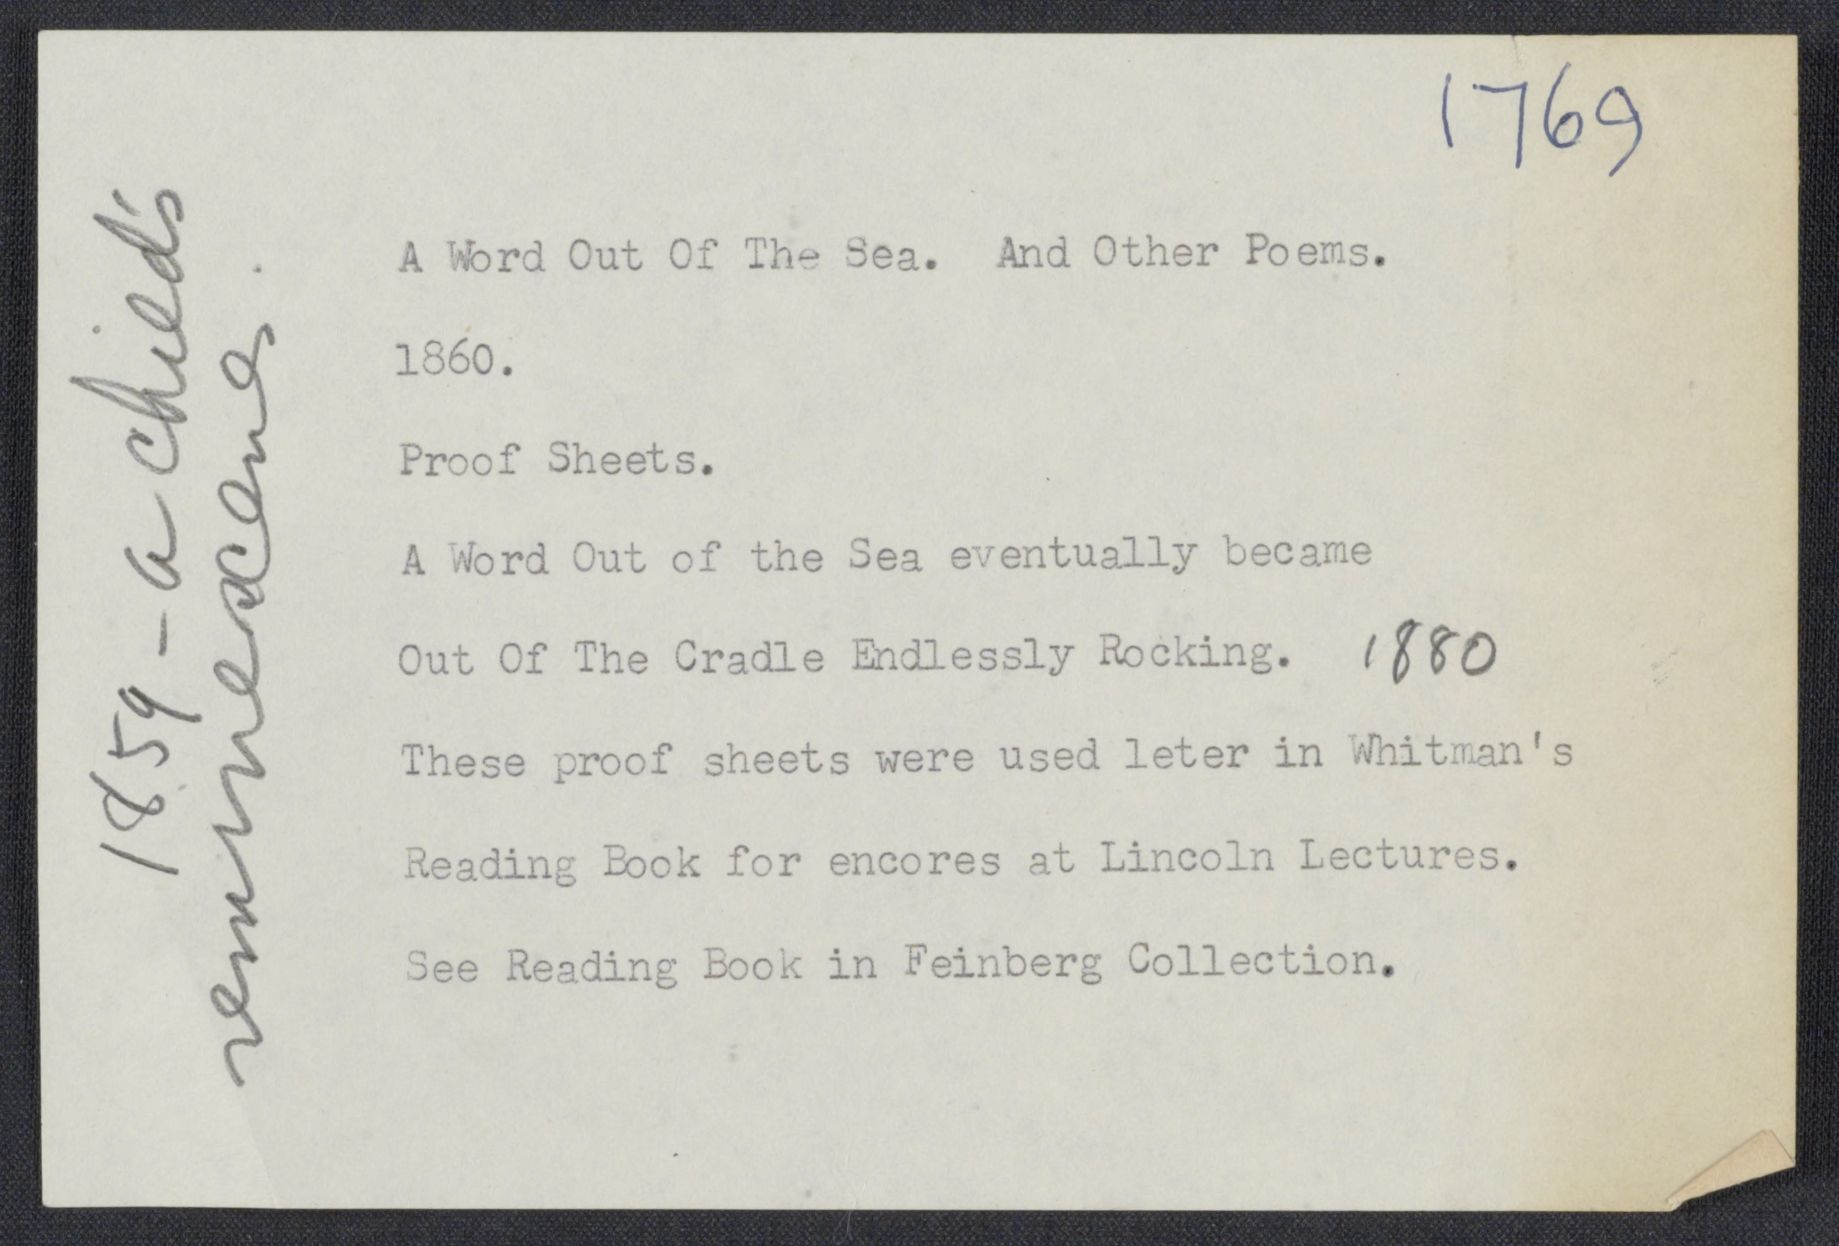 1769
A Word Out Of The Sea. And Other Poems.
1860.
Proof Sheets.
A Word Out of the Sea eventually became
Out Of The Cradle Endlessly Rocking. 1880
These proof sheets were used leter in Whitman's
Reading Book for encores at Lincoln Lectures.
See Reading Book in Feinberg Collection.
1859 - a child's
reminiscence.